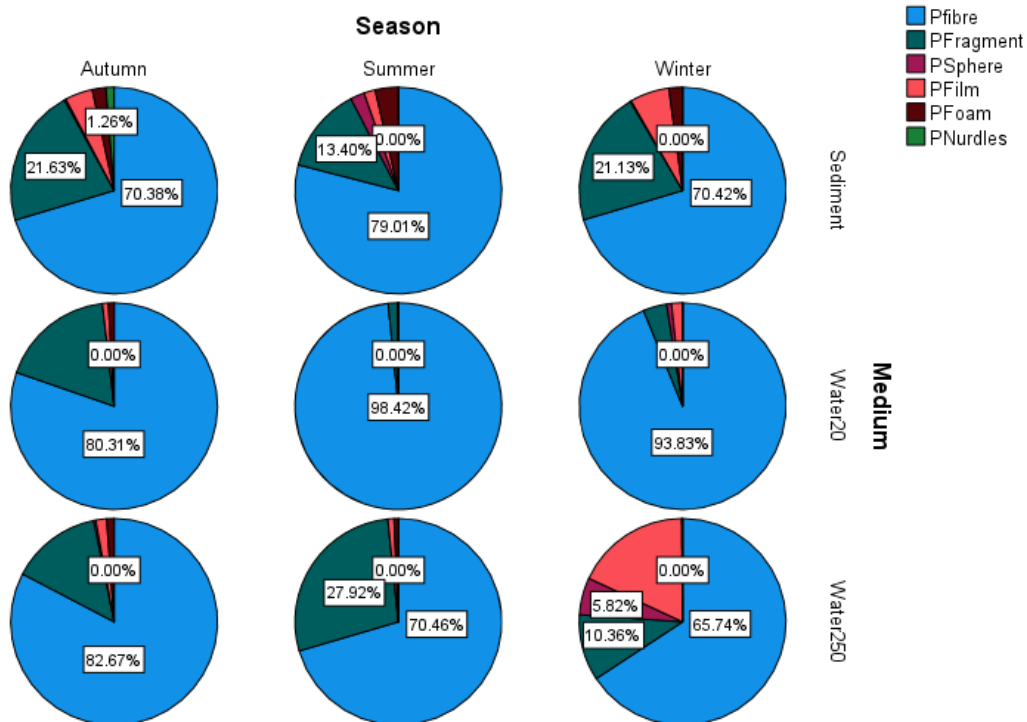 Season
Autumn
Summer
Winter
Pfibre
PFragment
PSphere
PFilm
PFoam
PNurdles
1.26%
21.63%
70.38%
0.00%
13.40%
79.01%
0.00%
21.13%
70.42%
Sediment
0.00%
80.31%
0.00%
98.42%
0.00%
93.83%
Water20
Medium
0.00%
82.67%
0.00%
27.92%
70.46%
0.00%
5.82%
10.36%
65.74%
Water250